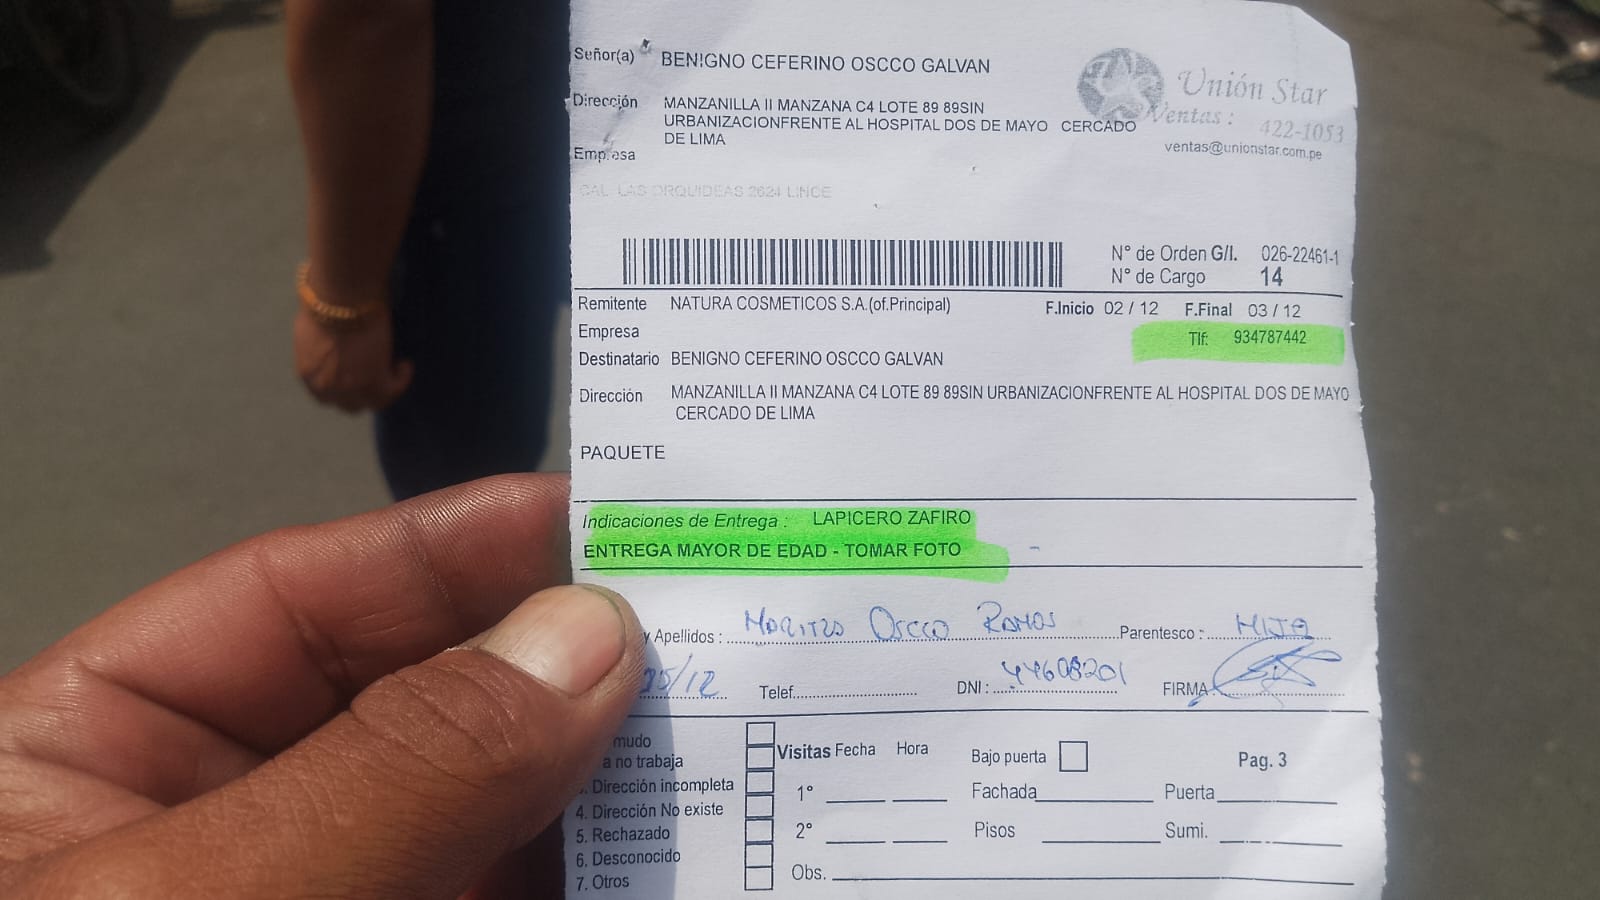 Señor(a) BENIGNO CEFERINO OSCCO GALVAN
Unión Star
Dirección MANZANILLA II MANZANA C4 LOTE 89 89SIN
URBANIZACIONFRENTE AL HOSPITAL DOS DE MAYO CERCADO
DE LIMA
Ventas: 422-1053
ventas@unionstar.com.pe
Empresa
CAL LAS ORQUIDEAS 2624 LINCE
N° de Orden G/I. 026-22461-1
N° de Cargo 14
Remitente NATURA COSMETICOS S.A.(of.Principal) F.Inicio 02 / 12 F.Final 03 / 12
Empresa Tlf: 934787442
Destinatario BENIGNO CEFERINO OSCCO GALVAN
Dirección MANZANILLA II MANZANA C4 LOTE 89 89SIN URBANIZACIONFRENTE AL HOSPITAL DOS DE MAYO
CERCADO DE LIMA
PAQUETE
Indicaciones de Entrega : LAPICERO ZAFIRO
ENTREGA MAYOR DE EDAD - TOMAR FOTO
y Apellidos : Maritza Oscco Ramos Parentesco : HIJA
/12 Telef. DNI : 44608201 FIRMA
mudo
a no trabaja
. Dirección incompleta
4. Dirección No existe
5. Rechazado
6. Desconocido
7. Otros
Visitas Fecha Hora Bajo puerta Pag. 3
1° Fachada Puerta
2° Pisos Sumi.
Obs.